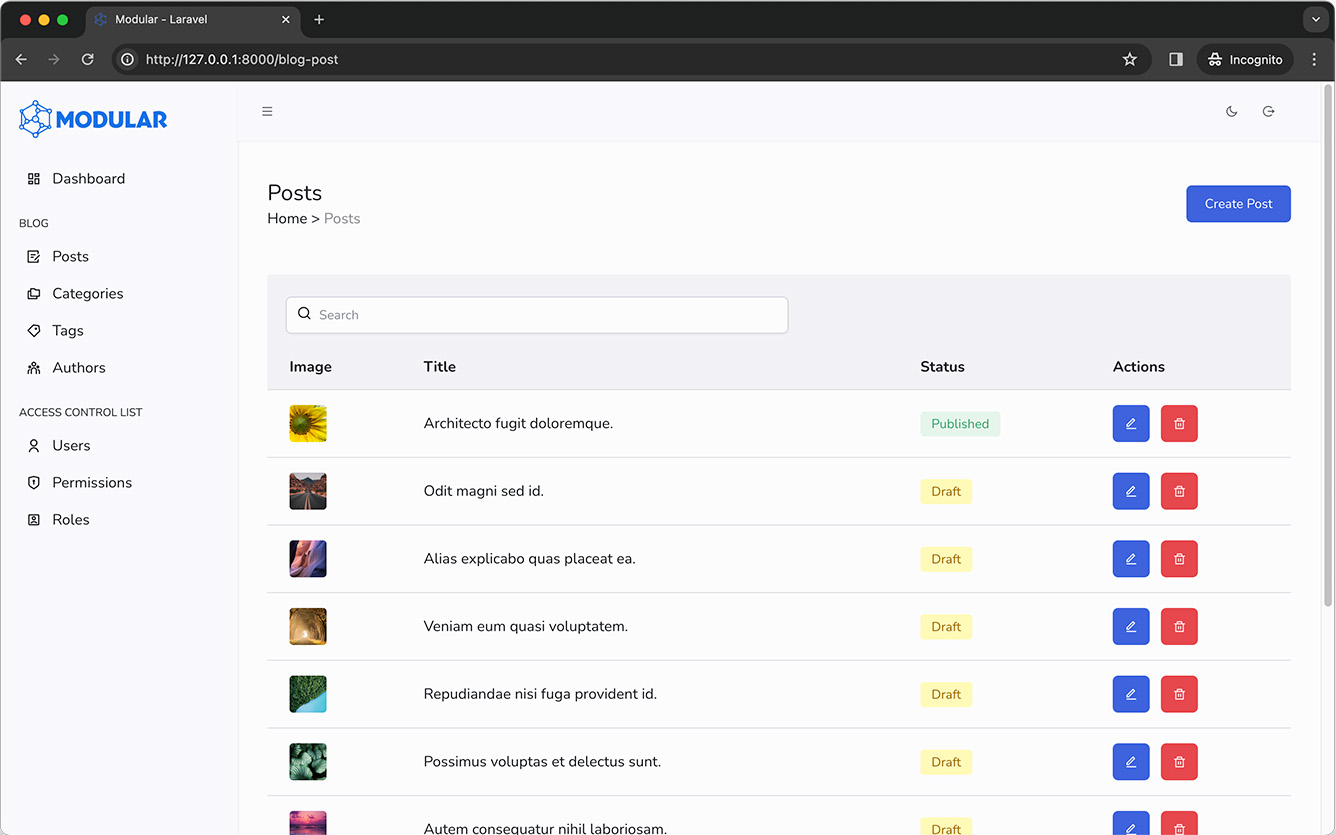 Modular - Laravel
http://127.0.0.1:8000/blog-post
Incognito
MODULAR
Dashboard
BLOG
Posts
Categories
Tags
Authors
ACCESS CONTROL LIST
Users
Permissions
Roles
Posts
Home > Posts
Create Post
Search
Image Title Status Actions
Architecto fugit doloremque. Published
Odit magni sed id. Draft
Alias explicabo quas placeat ea. Draft
Veniam eum quasi voluptatem. Draft
Repudiandae nisi fuga provident id. Draft
Possimus voluptas et delectus sunt. Draft
Autem consequatur nihil laboriosam. Draft